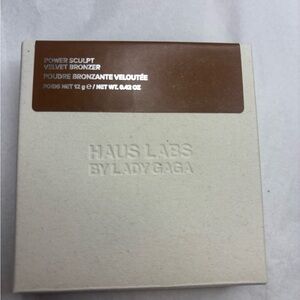 POWER SCULPT
VELVET BRONZER
POUDRE BRONZANTE VELOUTÉE
POIDS NET 12 g ℮ / NET WT. 0.42 OZ
HAUS LABS
BY LADY GAGA